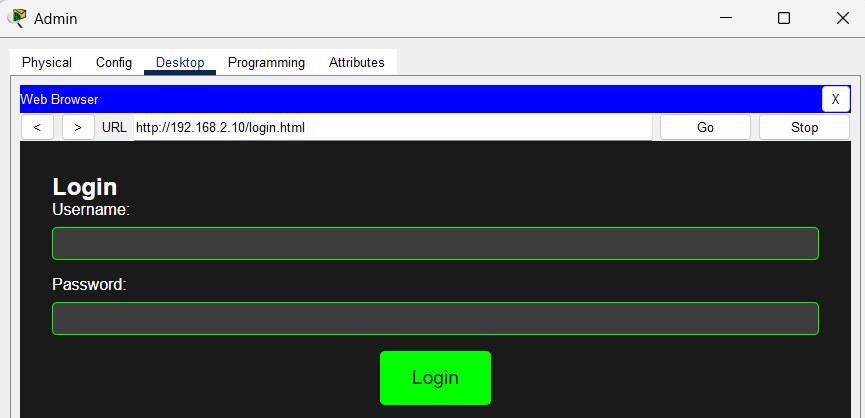 Admin
Physical Config Desktop Programming Attributes
Web Browser X
< > URL http://192.168.2.10/login.html Go Stop
Login
Username:
Password:
Login